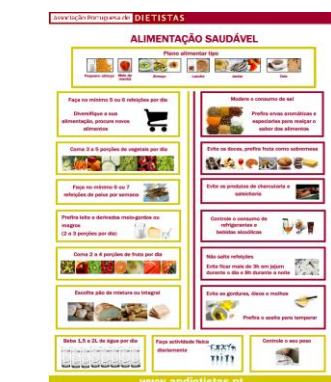 Associação Portuguesa de DIETISTAS
ALIMENTAÇÃO SAUDÁVEL
Plano alimentar tipo
Pequeno-almoço
Meio da manhã
Almoço
Lanche
Jantar
Ceia
Faça no mínimo 5 ou 6 refeições por dia
Diversifique a sua
alimentação, procure novos
alimentos
Modere o consumo de sal
Prefira ervas aromáticas e
especiarias para realçar o
sabor dos alimentos
Coma 3 a 5 porções de vegetais por dia
Evite os doces, prefira fruta como sobremesa
Faça no mínimo 6 ou 7
refeições de peixe por semana
Evite os produtos de charcutaria e
salsicharia
Prefira leite e derivados meio-gordos ou
magros
(2 a 3 porções por dia)
Controle o consumo de
refrigerantes e
bebidas alcoólicas
Coma 2 a 4 porções de fruta por dia
Não salte refeições
Evite ficar mais de 3h em jejum
durante o dia e 8h durante a noite
Escolha pão de mistura ou integral
Evite as gorduras, óleos e molhos
Prefira o azeite para temperar
Beba 1,5 a 2L de água por dia
Faça actividade física
diariamente
Controle o seu peso
www.apdietistas.pt